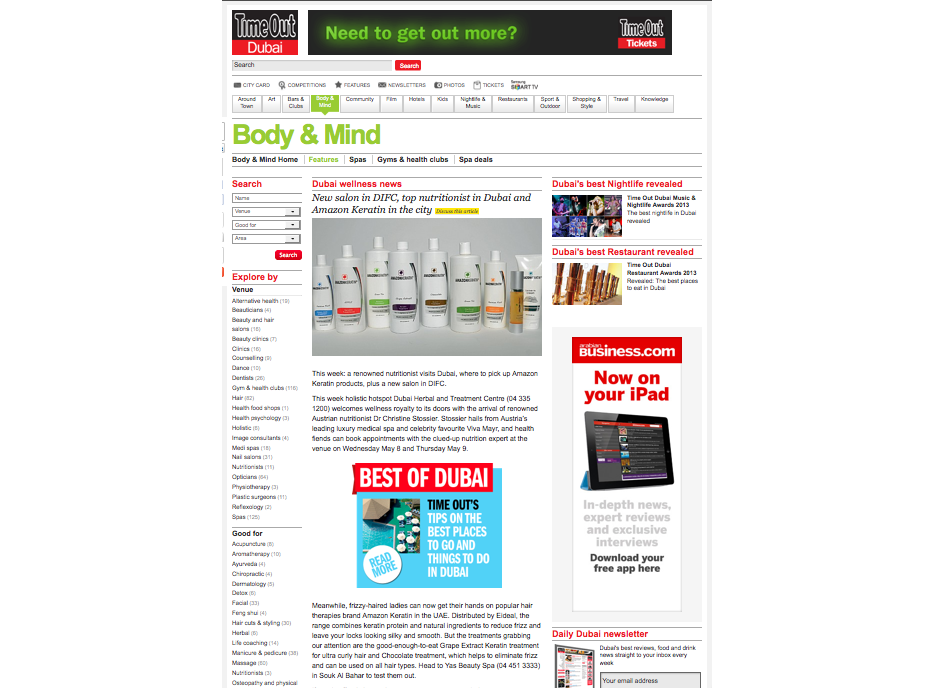 TimeOut
Dubai
Need to get out more?
TimeOut
Tickets
Search
Search
CITY CARD
COMPETITIONS
FEATURES
NEWSLETTERS
PHOTOS
TICKETS
Samsung
SMART TV
Around Town
Art
Bars & Clubs
Body & Mind
Community
Film
Hotels
Kids
Nightlife & Music
Restaurants
Sport & Outdoor
Shopping & Style
Travel
Knowledge
Body & Mind
Body & Mind Home
Features
Spas
Gyms & health clubs
Spa deals
Search
Name
Venue
Good for
Area
Search
Explore by
Venue
Alternative health (19)
Beauticians (4)
Beauty and hair
salons (16)
Beauty clinics (7)
Clinics (16)
Counselling (9)
Dance (10)
Dentists (26)
Gym & health clubs (118)
Hair (82)
Health food shops (1)
Health psychology (3)
Holistic (6)
Image consultants (4)
Medi spas (18)
Nail salons (31)
Nutritionists (11)
Opticians (64)
Physiotherapy (3)
Plastic surgeons (11)
Reflexology (2)
Spas (125)
Good for
Acupuncture (8)
Aromatherapy (10)
Ayurveda (4)
Chiropractic (4)
Dermatology (5)
Detox (6)
Facial (33)
Feng shui (4)
Hair cuts & styling (30)
Herbal (6)
Life coaching (14)
Manicure & pedicure (38)
Massage (60)
Nutritionists (3)
Osteopathy and physical
Dubai wellness news
New salon in DIFC, top nutritionist in Dubai and
Amazon Keratin in the city Discuss this article
This week: a renowned nutritionist visits Dubai, where to pick up Amazon
Keratin products, plus a new salon in DIFC.
This week holistic hotspot Dubai Herbal and Treatment Centre (04 335
1200) welcomes wellness royalty to its doors with the arrival of renowned
Austrian nutritionist Dr Christine Stossier. Stossier hails from Austria's
leading luxury medical spa and celebrity favourite Viva Mayr, and health
fiends can book appointments with the clued-up nutrition expert at the
venue on Wednesday May 8 and Thursday May 9.
BEST OF DUBAI
TIME OUT'S
TIPS ON THE
BEST PLACES
TO GO AND
THINGS TO DO
IN DUBAI
READ
MORE
Meanwhile, frizzy-haired ladies can now get their hands on popular hair
therapies brand Amazon Keratin in the UAE. Distributed by Eideal, the
range combines keratin protein and natural ingredients to reduce frizz and
leave your locks looking silky and smooth. But the treatments grabbing
our attention are the good-enough-to-eat Grape Extract Keratin treatment
for ultra curly hair and Chocolate treatment, which helps to eliminate frizz
and can be used on all hair types. Head to Yas Beauty Spa (04 451 3333)
in Souk Al Bahar to test them out.
Dubai's best Nightlife revealed
Time Out Dubai Music &
Nightlife Awards 2013
The best nightlife in Dubai
revealed
Dubai's best Restaurant revealed
Time Out Dubai
Restaurant Awards 2013
Revealed: The best places
to eat in Dubai
arabian
BUSINESS.com
Now on
your iPad
In-depth news,
expert reviews
and exclusive
interviews
Download your
free app here
Daily Dubai newsletter
Dubai's best reviews, food and drink
news straight to your inbox every
week
Your email address